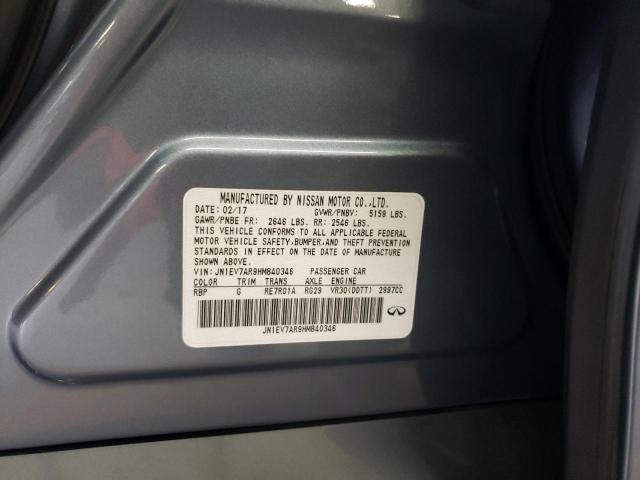 MANUFACTURED BY NISSAN MOTOR CO.,LTD.
DATE: 02/17 GVWR/PNBV: 5159 LBS.
GAWR/PNBE FR: 2646 LBS. RR: 2546 LBS.
THIS VEHICLE CONFORMS TO ALL APPLICABLE FEDERAL
MOTOR VEHICLE SAFETY,BUMPER,AND THEFT PREVENTION
STANDARDS IN EFFECT ON THE DATE OF MANUFACTURE
SHOWN ABOVE.
VIN: JN1EV7AR9HM840346 PASSENGER CAR
COLOR TRIM TRANS AXLE ENGINE
RBP G RE7R01A RG29 VR30(DDTT) 2997CC
JN1EV7AR9HM840346